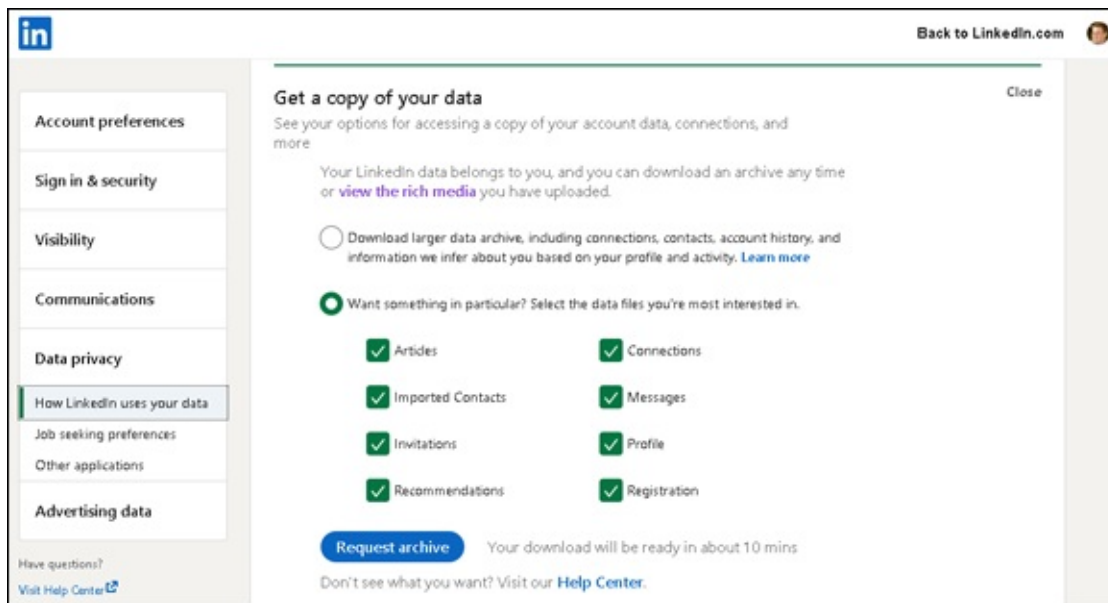 in
Back to LinkedIn.com
Account preferences
Sign in & security
Visibility
Communications
Data privacy
How LinkedIn uses your data
Job seeking preferences
Other applications
Advertising data
Have questions?
Visit Help Center
Get a copy of your data
Close
See your options for accessing a copy of your account data, connections, and
more
Your LinkedIn data belongs to you, and you can download an archive any time
or view the rich media you have uploaded.
Download larger data archive, including connections, contacts, account history, and
information we infer about you based on your profile and activity. Learn more
Want something in particular? Select the data files you're most interested in.
Articles
Connections
Imported Contacts
Messages
Invitations
Profile
Recommendations
Registration
Request archive
Your download will be ready in about 10 mins
Don't see what you want? Visit our Help Center.